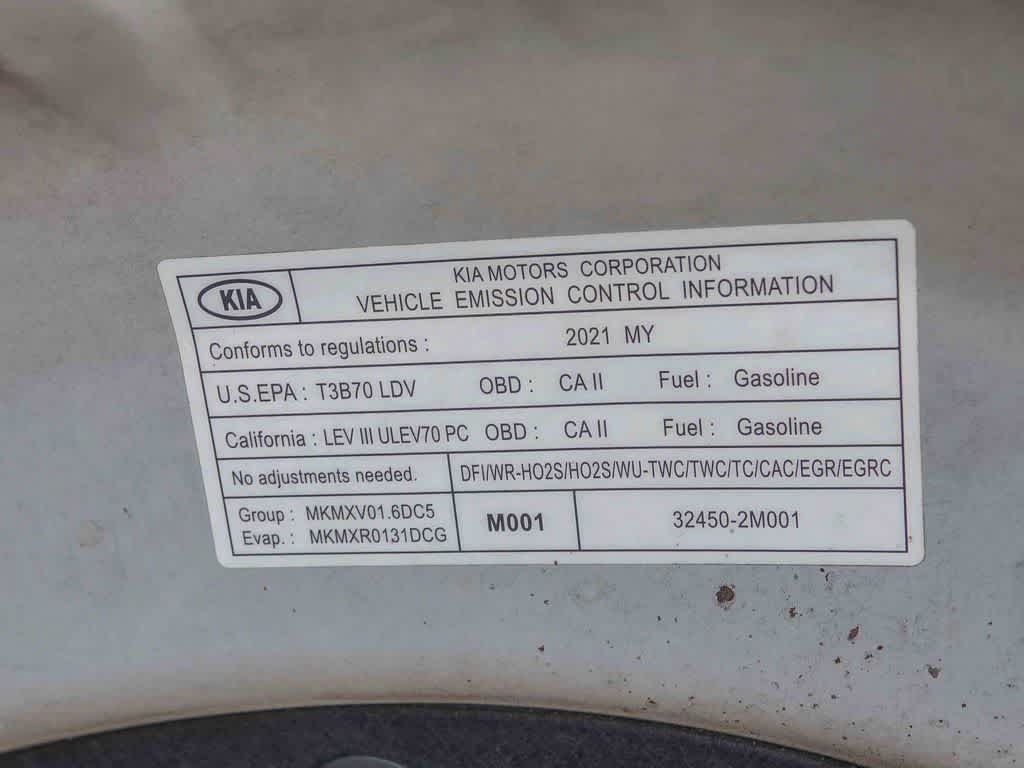 KIA
KIA MOTORS CORPORATION
VEHICLE EMISSION CONTROL INFORMATION
Conforms to regulations : 2021 MY
U.S.EPA : T3B70 LDV OBD : CA II Fuel : Gasoline
California : LEV III ULEV70 PC OBD : CA II Fuel : Gasoline
No adjustments needed. DFI/WR-HO2S/HO2S/WU-TWC/TWC/TC/CAC/EGR/EGRC
Group : MKMXV01.6DC5
Evap. : MKMXR0131DCG
M001
32450-2M001